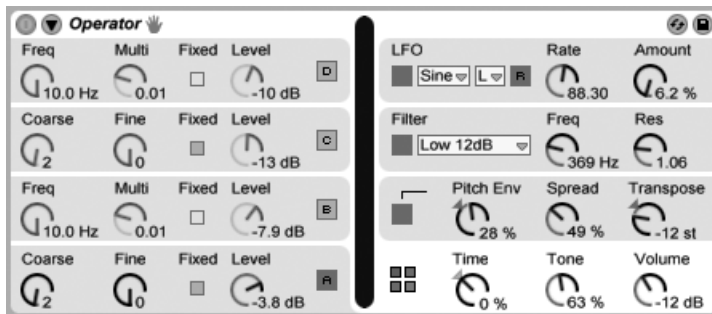 Operator
Freq Multi Fixed Level
10.0 Hz 0.01 -10 dB D
Coarse Fine Fixed Level
2 0 -13 dB C
Freq Multi Fixed Level
10.0 Hz 0.01 -7.9 dB B
Coarse Fine Fixed Level
2 0 -3.8 dB A
LFO Rate Amount
Sine L R 88.30 6.2 %
Filter Freq Res
Low 12dB 369 Hz 1.06
Pitch Env Spread Transpose
28 % 49 % -12 st
Time Tone Volume
0 % 63 % -12 dB